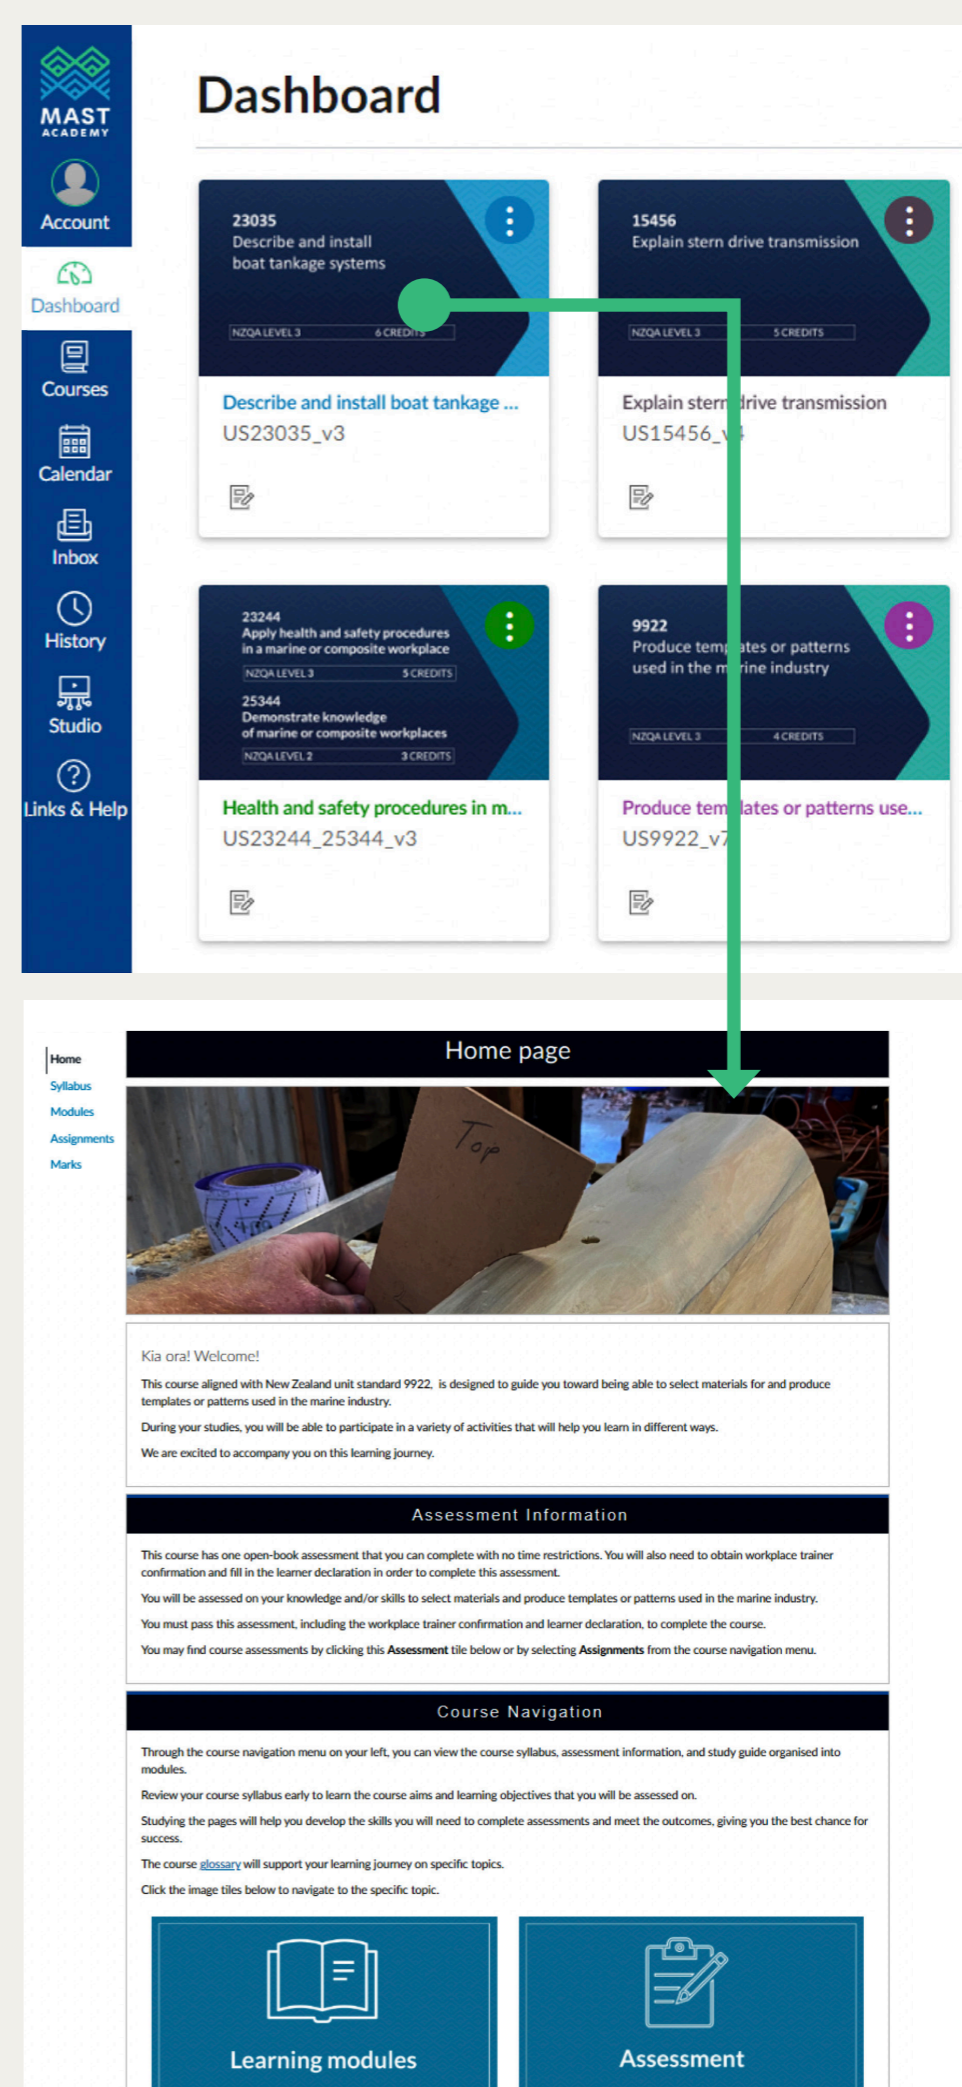 MAST
ACADEMY
Account
Dashboard
Courses
Calendar
Inbox
History
Studio
Links & Help
Dashboard
23035
Describe and install
boat tankage systems
NZQA LEVEL 3 6 CREDITS
Describe and install boat tankage ...
US23035_v3
15456
Explain stern drive transmission
NZQA LEVEL 3 5 CREDITS
Explain stern drive transmission
US15456_v4
23244
Apply health and safety procedures
in a marine or composite workplace
NZQA LEVEL 3 5 CREDITS
25344
Demonstrate knowledge
of marine or composite workplaces
NZQA LEVEL 2 3 CREDITS
Health and safety procedures in m...
US23244_25344_v3
9922
Produce templates or patterns
used in the marine industry
NZQA LEVEL 3 4 CREDITS
Produce templates or patterns use...
US9922_v7
Home
Syllabus
Modules
Assignments
Marks
Home page
Top
Kia ora! Welcome!
This course aligned with New Zealand unit standard 9922, is designed to guide you toward being able to select materials for and produce
templates or patterns used in the marine industry.
During your studies, you will be able to participate in a variety of activities that will help you learn in different ways.
We are excited to accompany you on this learning journey.
Assessment Information
This course has one open-book assessment that you can complete with no time restrictions. You will also need to obtain workplace trainer
confirmation and fill in the learner declaration in order to complete this assessment.
You will be assessed on your knowledge and/or skills to select materials and produce templates or patterns used in the marine industry.
You must pass this assessment, including the workplace trainer confirmation and learner declaration, to complete the course.
You may find course assessments by clicking this Assessment tile below or by selecting Assignments from the course navigation menu.
Course Navigation
Through the course navigation menu on your left, you can view the course syllabus, assessment information, and study guide organised into
modules.
Review your course syllabus early to learn the course aims and learning objectives that you will be assessed on.
Studying the pages will help you develop the skills you will need to complete assessments and meet the outcomes, giving you the best chance for
success.
The course glossary will support your learning journey on specific topics.
Click the image tiles below to navigate to the specific topic.
Learning modules
Assessment